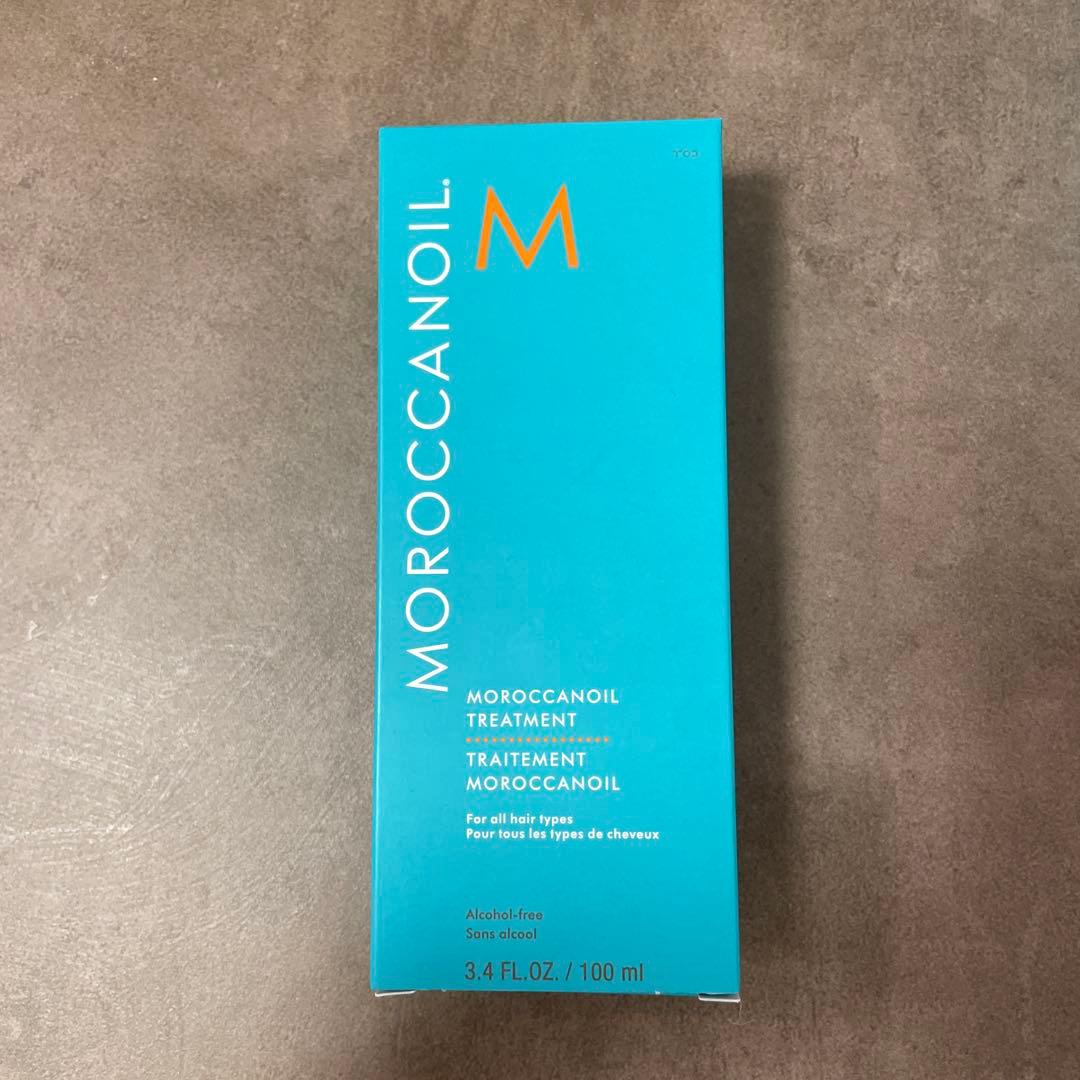 MOROCCANOIL®
M
MOROCCANOIL
TREATMENT
TRAITEMENT
MOROCCANOIL
For all hair types
Pour tous les types de cheveux
Alcohol-free
Sans alcool
3.4 FL.OZ. / 100 ml